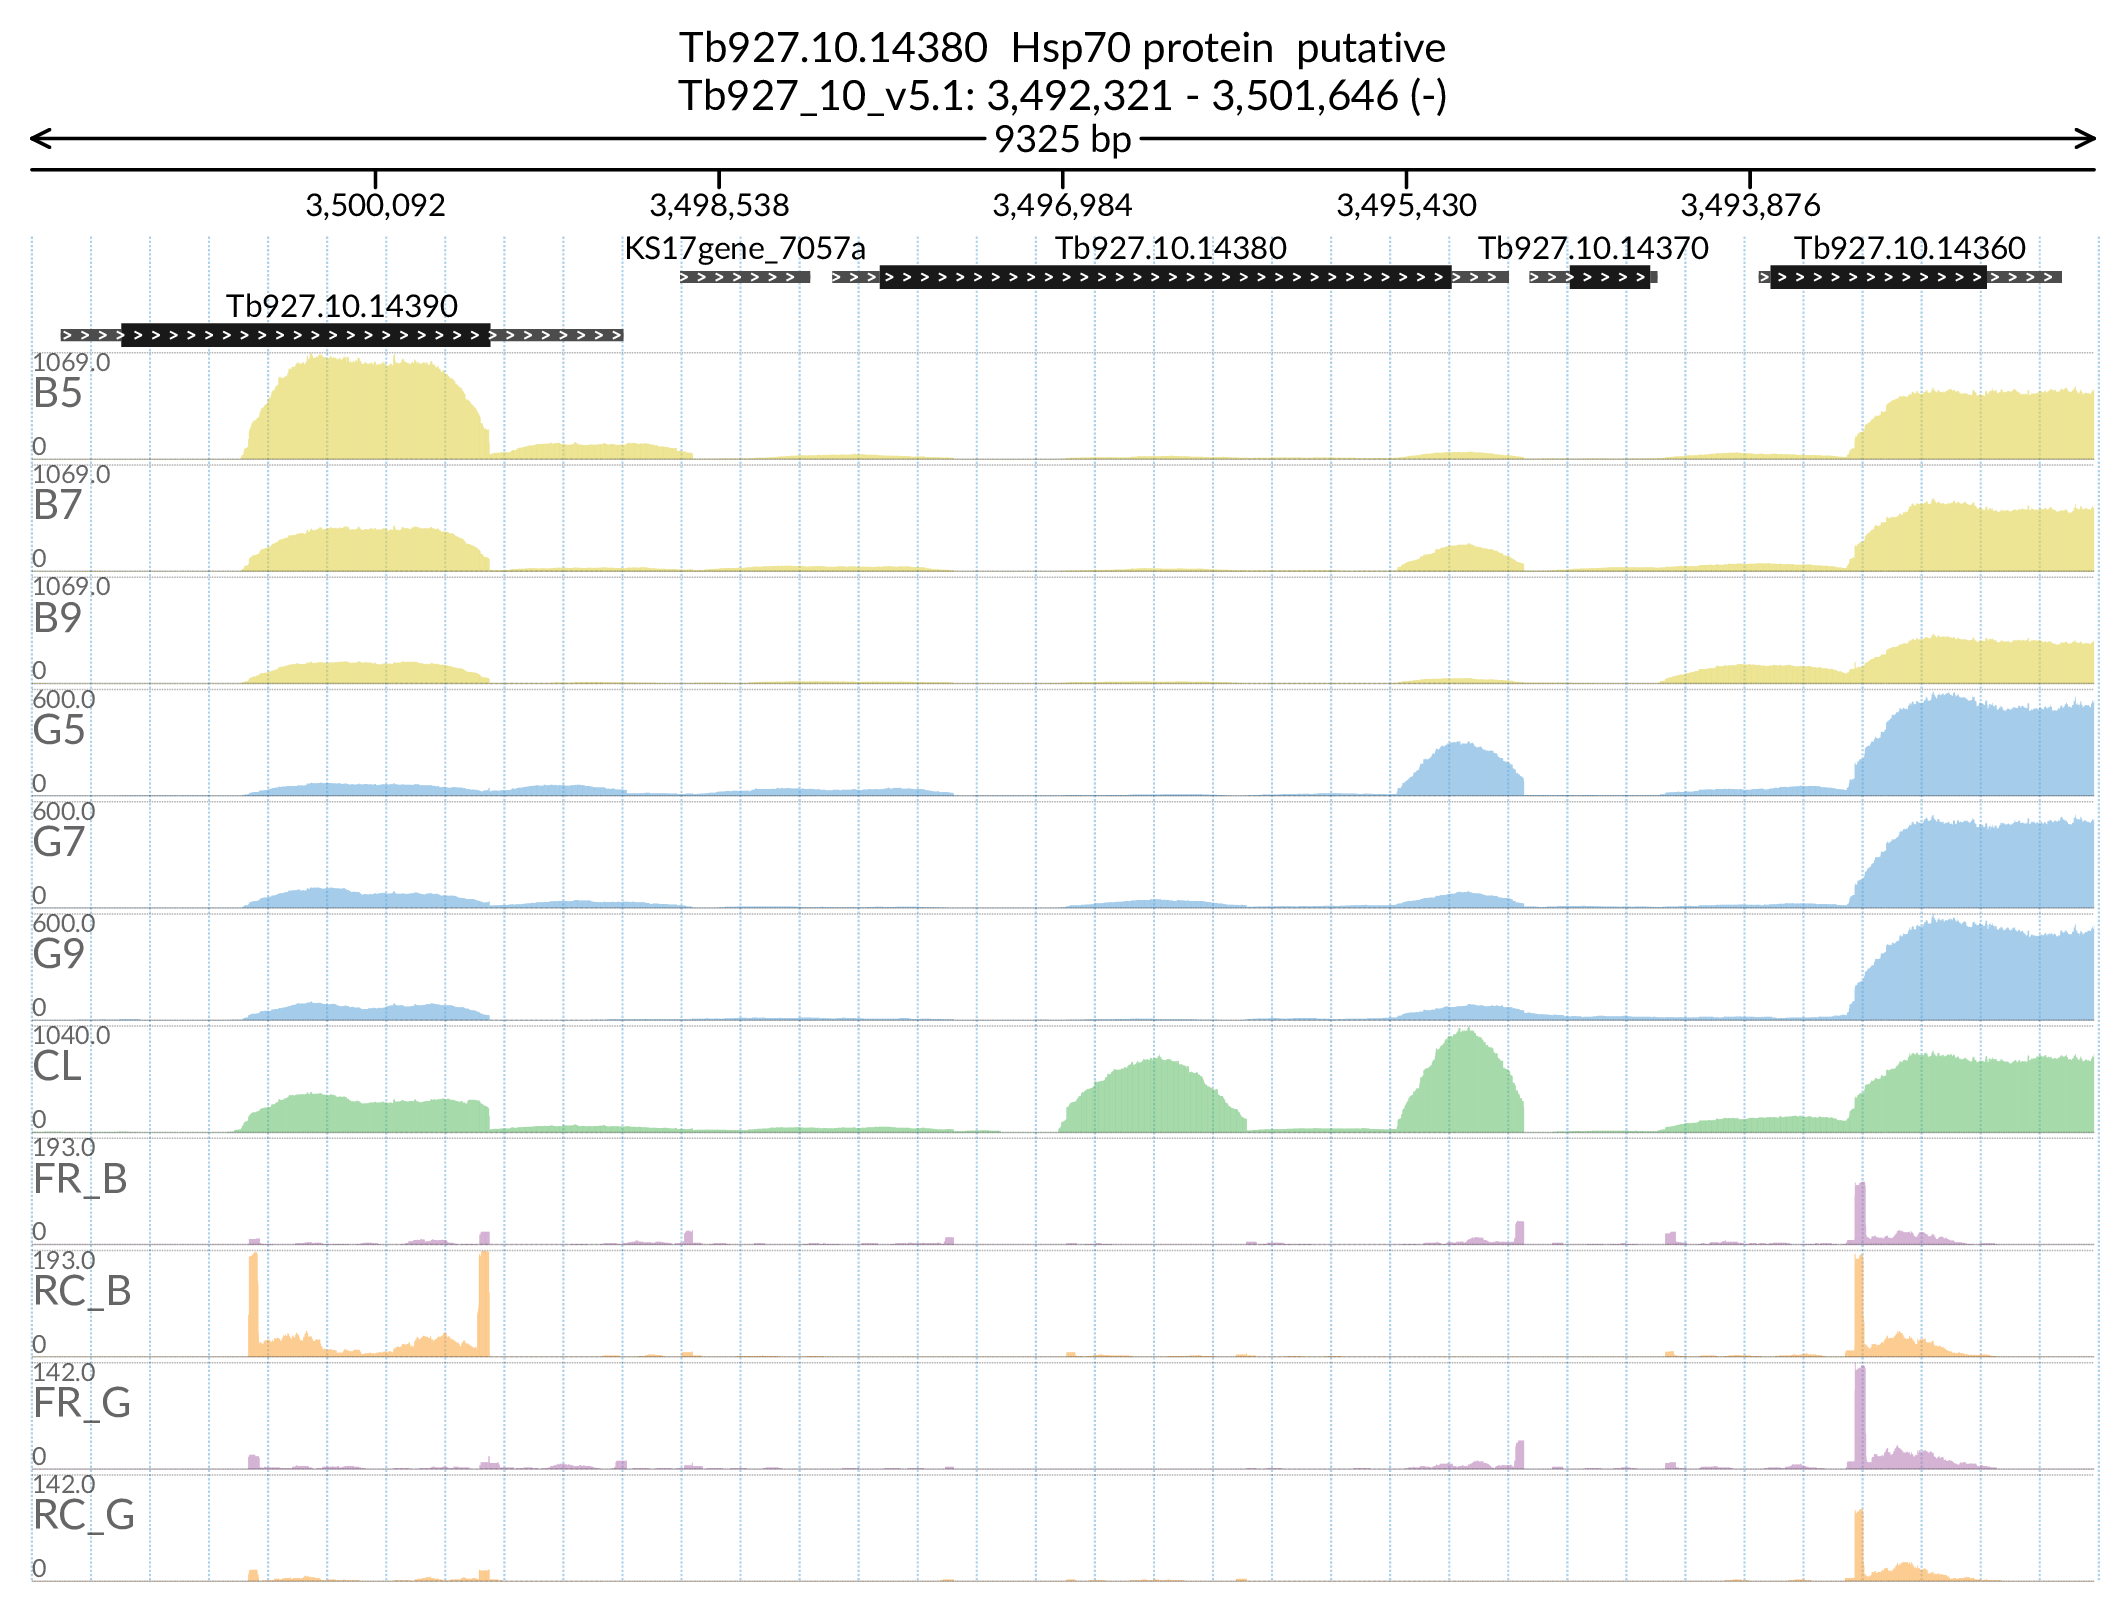 Tb927.10.14380  Hsp70 protein  putative
Tb927_10_v5.1: 3,492,321 - 3,501,646 (-)
9325 bp
3,500,092 3,498,538 3,496,984 3,495,430 3,493,876
KS17gene_7057a Tb927.10.14380 Tb927.10.14370 Tb927.10.14360
Tb927.10.14390
1069.0
B5
0
1069.0
B7
0
1069.0
B9
0
600.0
G5
0
600.0
G7
0
600.0
G9
0
1040.0
CL
0
193.0
FR_B
0
193.0
RC_B
0
142.0
FR_G
0
142.0
RC_G
0